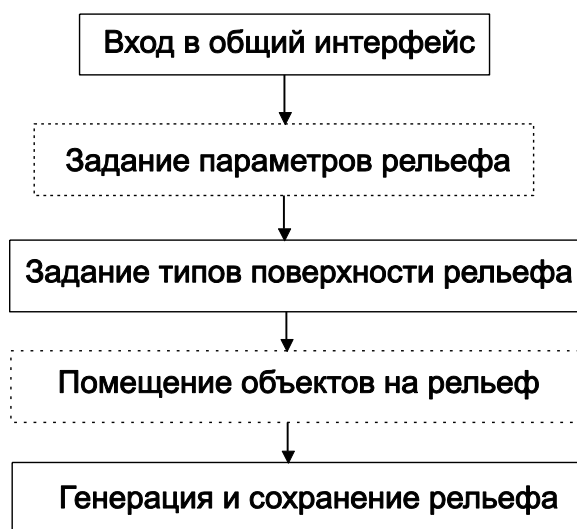 Вход в общий интерфейс
Задание параметров рельефа
Задание типов поверхности рельефа
Помещение объектов на рельеф
Генерация и сохранение рельефа